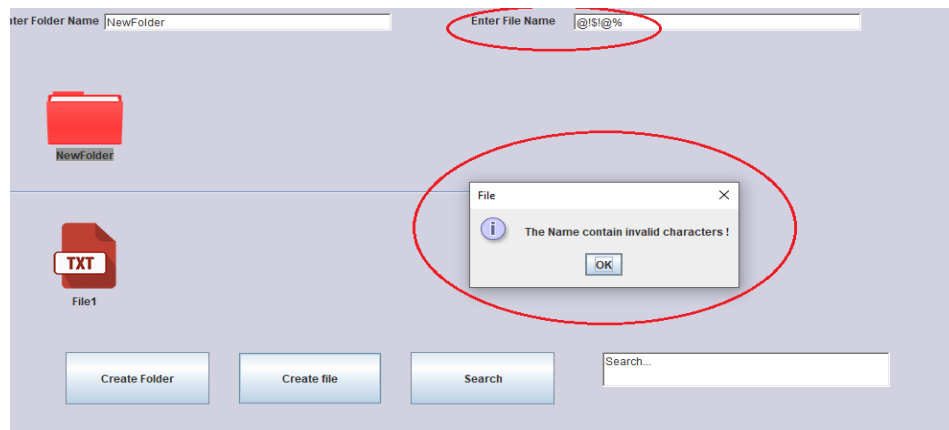 nter Folder Name NewFolder
Enter File Name @!$!@%
NewFolder
File
The Name contain invalid characters !
OK
TXT
File1
Create Folder
Create file
Search
Search...